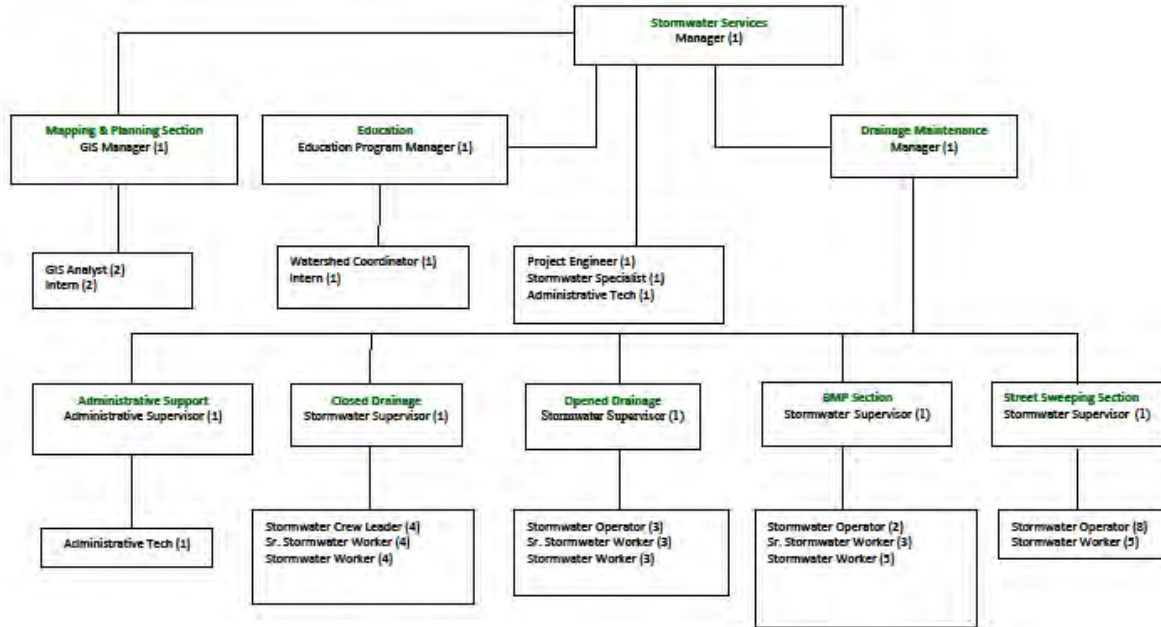 Stormwater Services
Manager (1)
Mapping & Planning Section
GIS Manager (1)
Education
Education Program Manager (1)
Drainage Maintenance
Manager (1)
GIS Analyst (2)
Intern (2)
Watershed Coordinator (1)
Intern (1)
Project Engineer (1)
Stormwater Specialist (1)
Administrative Tech (1)
Administrative Support
Administrative Supervisor (1)
Closed Drainage
Stormwater Supervisor (1)
Opened Drainage
Stormwater Supervisor (1)
BMP Section
Stormwater Supervisor (1)
Street Sweeping Section
Stormwater Supervisor (1)
Administrative Tech (1)
Stormwater Crew Leader (4)
Sr. Stormwater Worker (4)
Stormwater Worker (4)
Stormwater Operator (3)
Sr. Stormwater Worker (3)
Stormwater Worker (3)
Stormwater Operator (2)
Sr. Stormwater Worker (3)
Stormwater Worker (5)
Stormwater Operator (8)
Stormwater Worker (5)